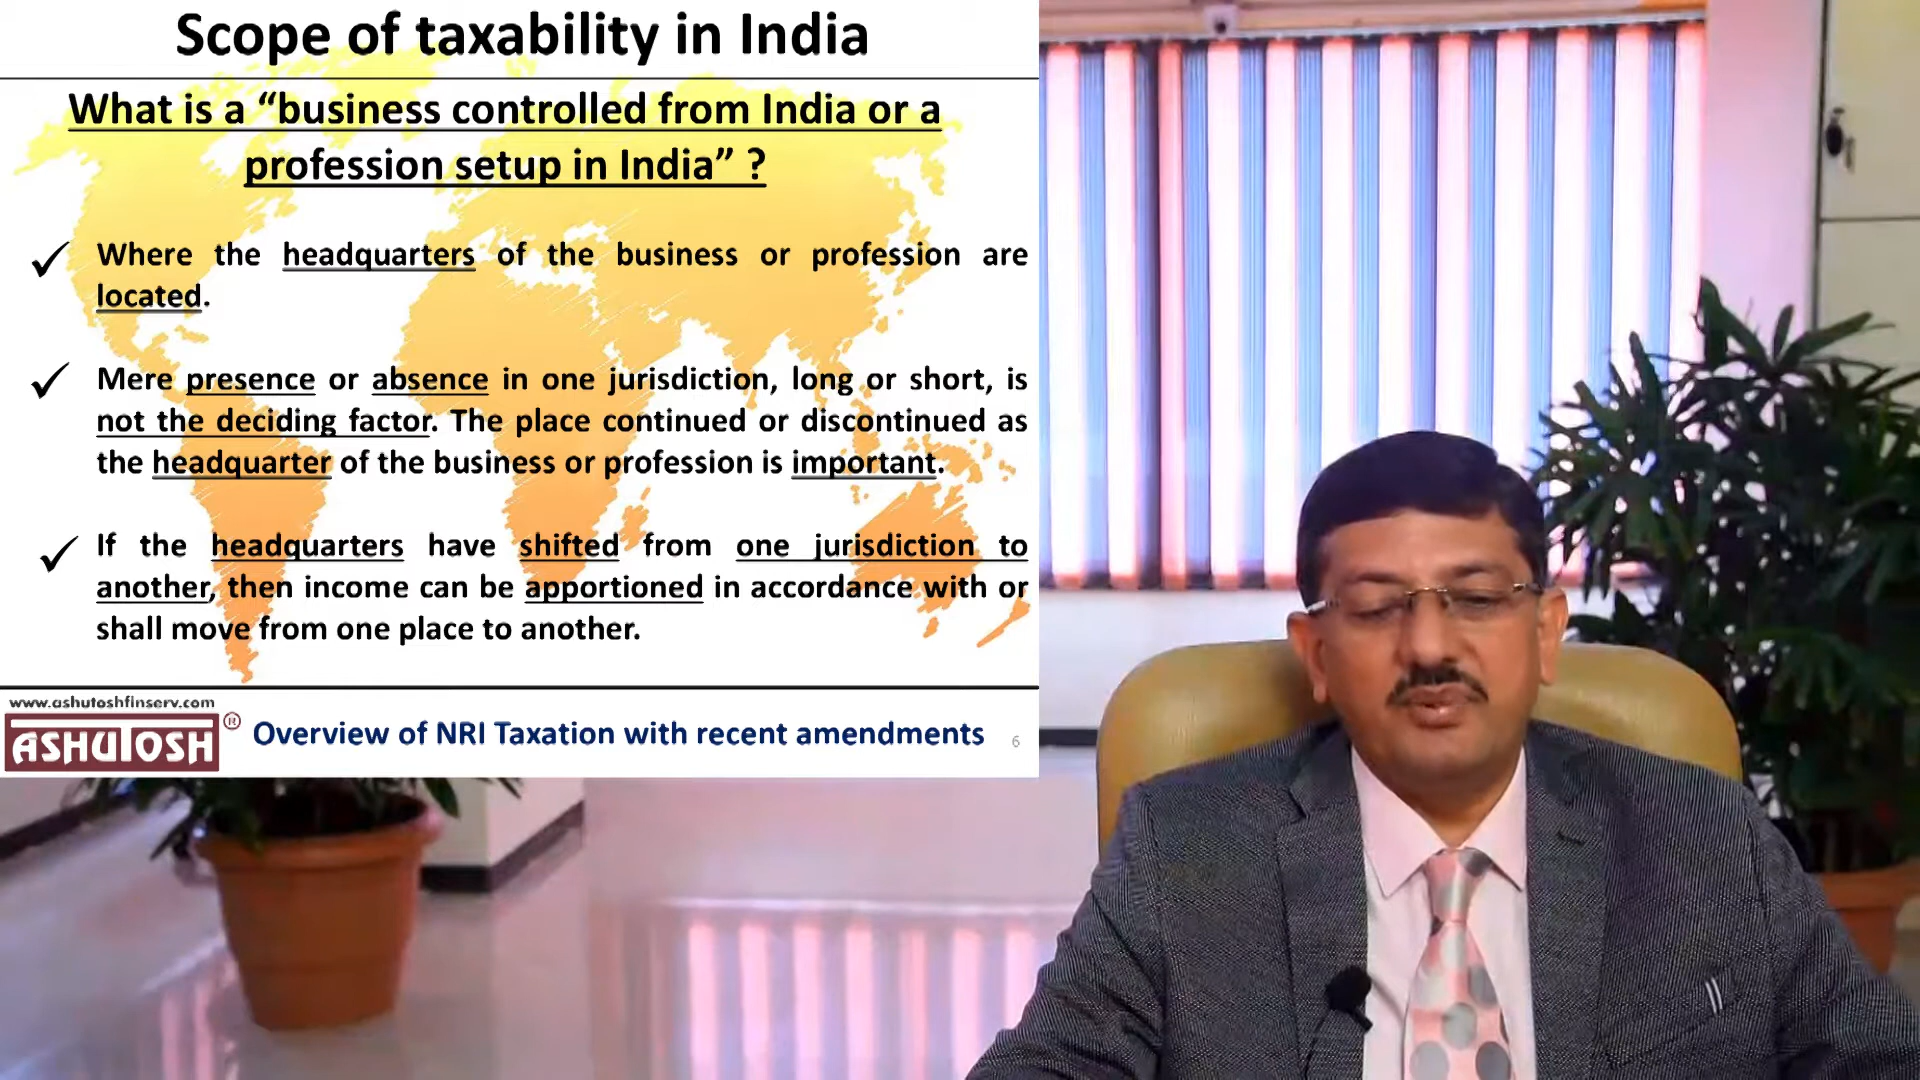 Scope of taxability in India
What is a “business controlled from India or a
profession setup in India” ?
Where the headquarters of the business or profession are
located.
Mere presence or absence in one jurisdiction, long or short, is
not the deciding factor. The place continued or discontinued as
the headquarter of the business or profession is important.
If the headquarters have shifted from one jurisdiction to
another, then income can be apportioned in accordance with or
shall move from one place to another.
www.ashutoshfinserv.com
ASHUTOSH ®
Overview of NRI Taxation with recent amendments
6